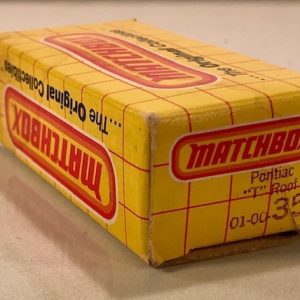 ...The Original Collectibles
MATCHBOX
...The Original Collectibles
MATCHBOX
MATCHBOX
Pontiac
"T" Roof
01-00-35